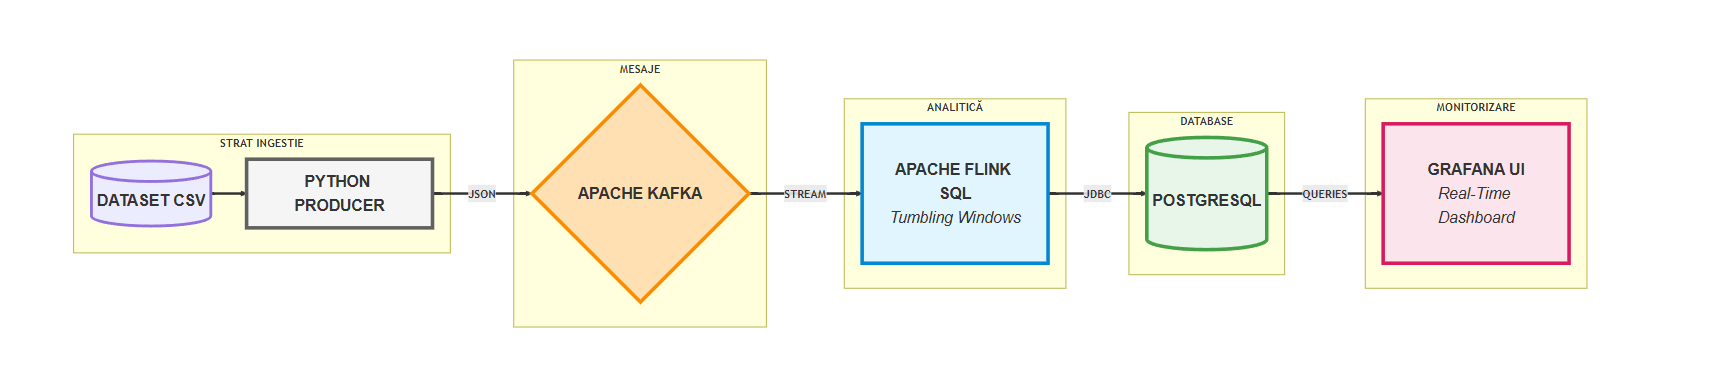 STRAT INGESTIE
DATASET CSV
PYTHON
PRODUCER
JSON
MESAJE
APACHE KAFKA
STREAM
ANALITICĂ
APACHE FLINK
SQL
Tumbling Windows
JDBC
DATABASE
POSTGRESQL
QUERIES
MONITORIZARE
GRAFANA UI
Real-Time
Dashboard